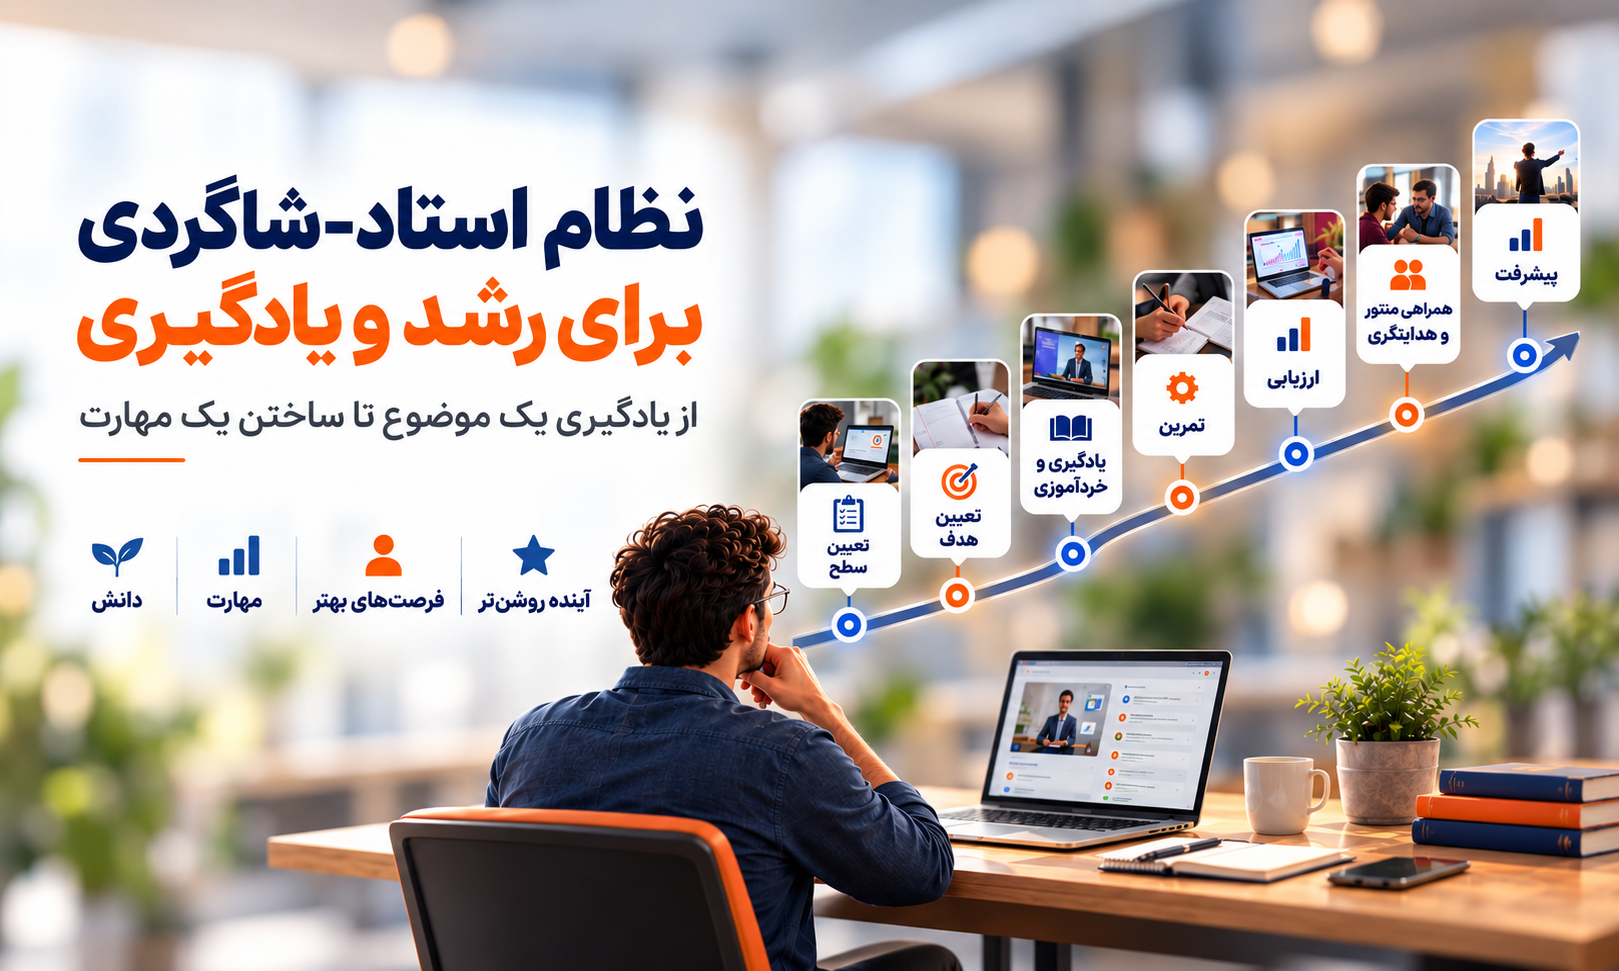 نظام استاد-شاگردی
برای رشد و یادگیری
از یادگیری یک موضوع تا ساختن یک مهارت
آینده روشن‌تر
فرصت‌های بهتر
مهارت
دانش
تعیین
سطح
تعیین
هدف
یادگیری و
خردآموزی
تمرین
ارزیابی
همراهی منتور
و هدایتگری
پیشرفت